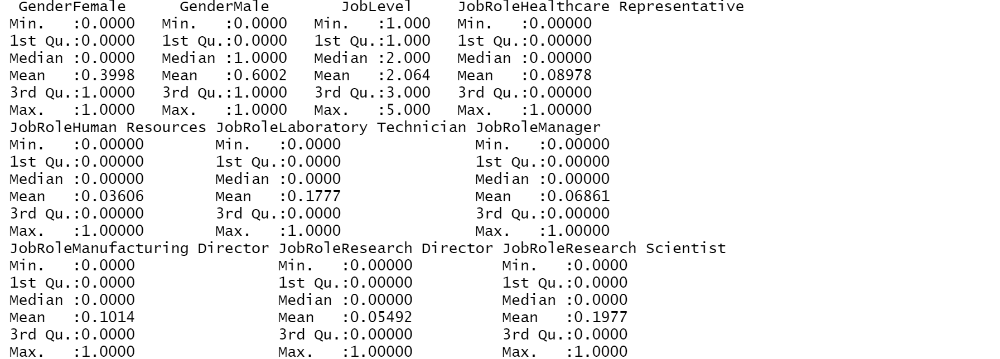 GenderFemale GenderMale JobLevel JobRoleHealthcare Representative
Min. :0.0000 Min. :0.0000 Min. :1.000 Min. :0.00000
1st Qu.:0.0000 1st Qu.:0.0000 1st Qu.:1.000 1st Qu.:0.00000
Median :0.0000 Median :1.0000 Median :2.000 Median :0.00000
Mean :0.3998 Mean :0.6002 Mean :2.064 Mean :0.08978
3rd Qu.:1.0000 3rd Qu.:1.0000 3rd Qu.:3.000 3rd Qu.:0.00000
Max. :1.0000 Max. :1.0000 Max. :5.000 Max. :1.00000
JobRoleHuman Resources JobRoleLaboratory Technician JobRoleManager
Min. :0.00000 Min. :0.0000 Min. :0.00000
1st Qu.:0.00000 1st Qu.:0.0000 1st Qu.:0.00000
Median :0.00000 Median :0.0000 Median :0.00000
Mean :0.03606 Mean :0.1777 Mean :0.06861
3rd Qu.:0.00000 3rd Qu.:0.0000 3rd Qu.:0.00000
Max. :1.00000 Max. :1.0000 Max. :1.00000
JobRoleManufacturing Director JobRoleResearch Director JobRoleResearch Scientist
Min. :0.0000 Min. :0.00000 Min. :0.0000
1st Qu.:0.0000 1st Qu.:0.00000 1st Qu.:0.0000
Median :0.0000 Median :0.00000 Median :0.0000
Mean :0.1014 Mean :0.05492 Mean :0.1977
3rd Qu.:0.0000 3rd Qu.:0.00000 3rd Qu.:0.0000
Max. :1.0000 Max. :1.00000 Max. :1.0000